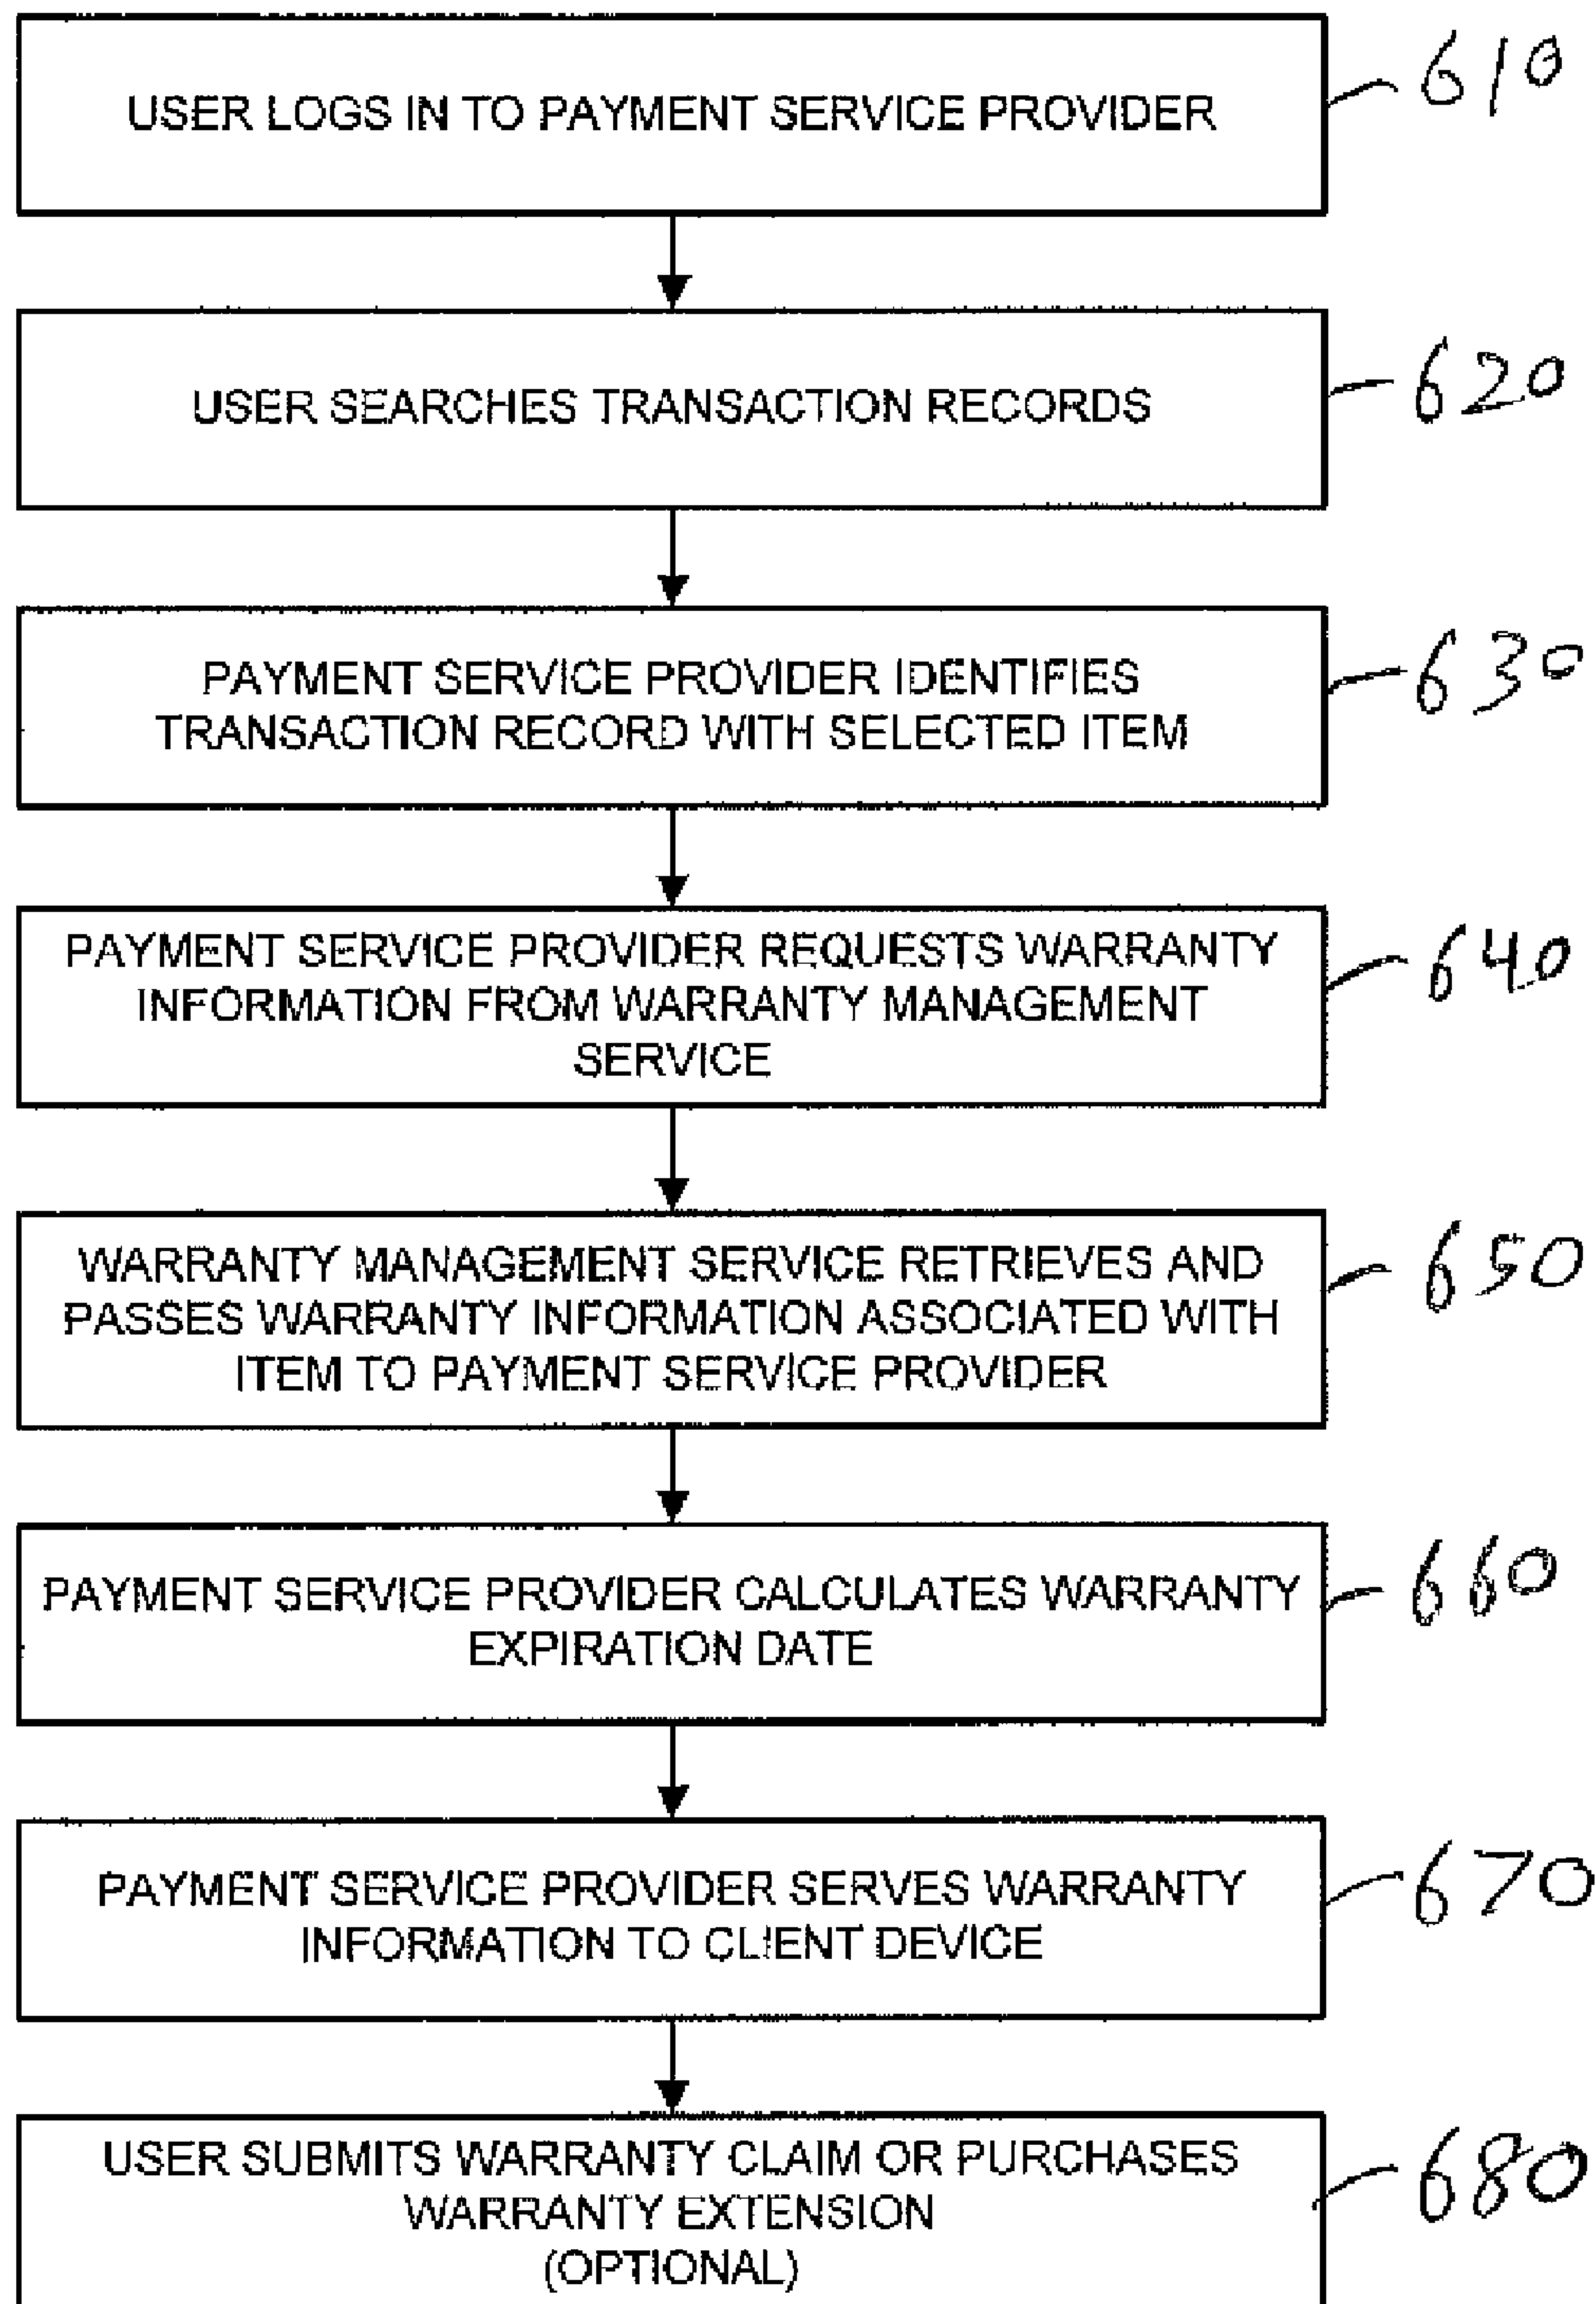 USER LOGS IN TO PAYMENT SERVICE PROVIDER
610
USER SEARCHES TRANSACTION RECORDS
620
PAYMENT SERVICE PROVIDER IDENTIFIES
TRANSACTION RECORD WITH SELECTED ITEM
630
PAYMENT SERVICE PROVIDER REQUESTS WARRANTY
INFORMATION FROM WARRANTY MANAGEMENT
SERVICE
640
WARRANTY MANAGEMENT SERVICE RETRIEVES AND
PASSES WARRANTY INFORMATION ASSOCIATED WITH
ITEM TO PAYMENT SERVICE PROVIDER
650
PAYMENT SERVICE PROVIDER CALCULATES WARRANTY
EXPIRATION DATE
660
PAYMENT SERVICE PROVIDER SERVES WARRANTY
INFORMATION TO CLIENT DEVICE
670
USER SUBMITS WARRANTY CLAIM OR PURCHASES
WARRANTY EXTENSION
(OPTIONAL)
680